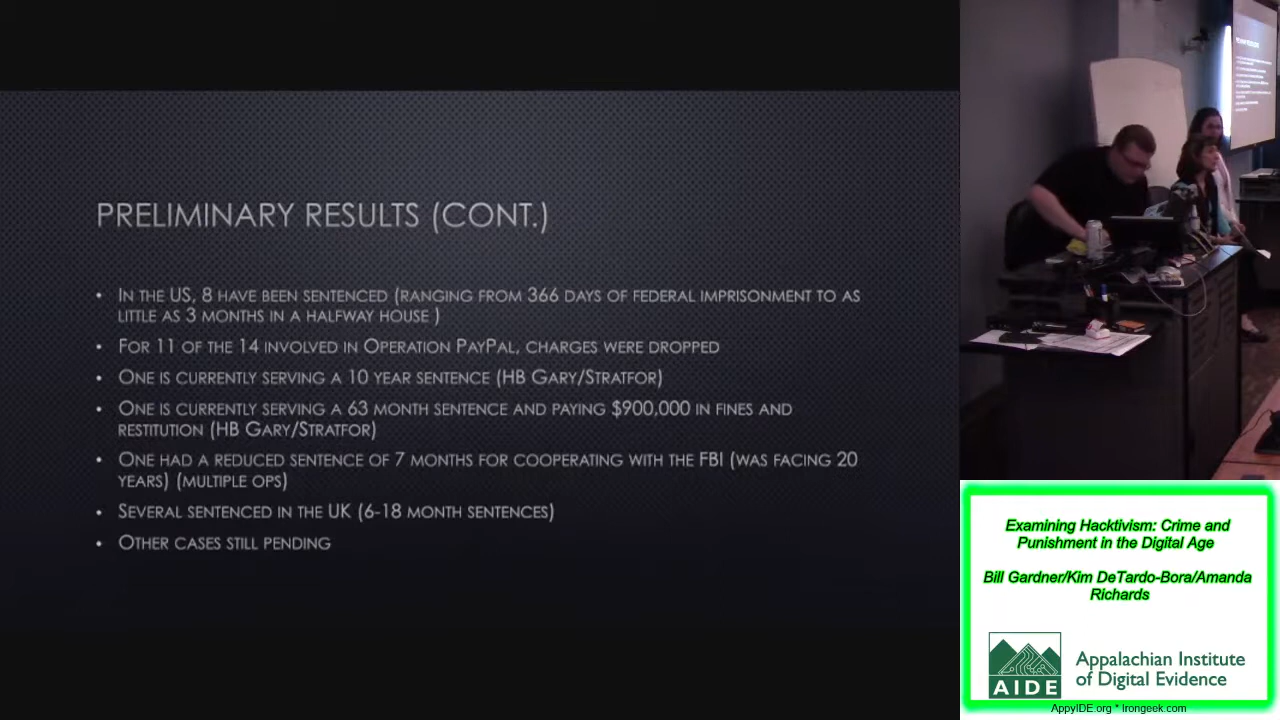 PRELIMINARY RESULTS (CONT.)
• IN THE US, 8 HAVE BEEN SENTENCED (RANGING FROM 366 DAYS OF FEDERAL IMPRISONMENT TO AS
LITTLE AS 3 MONTHS IN A HALFWAY HOUSE )
• FOR 11 OF THE 14 INVOLVED IN OPERATION PAYPAL, CHARGES WERE DROPPED
• ONE IS CURRENTLY SERVING A 10 YEAR SENTENCE (HB GARY/STRATFOR)
• ONE IS CURRENTLY SERVING A 63 MONTH SENTENCE AND PAYING $900,000 IN FINES AND
RESTITUTION (HB GARY/STRATFOR)
• ONE HAD A REDUCED SENTENCE OF 7 MONTHS FOR COOPERATING WITH THE FBI (WAS FACING 20
YEARS) (MULTIPLE OPS)
• SEVERAL SENTENCED IN THE UK (6-18 MONTH SENTENCES)
• OTHER CASES STILL PENDING
Examining Hacktivism: Crime and
Punishment in the Digital Age
Bill Gardner/Kim DeTardo-Bora/Amanda
Richards
AIDE
Appalachian Institute
of Digital Evidence
AppyIDE.org * Irongeek.com